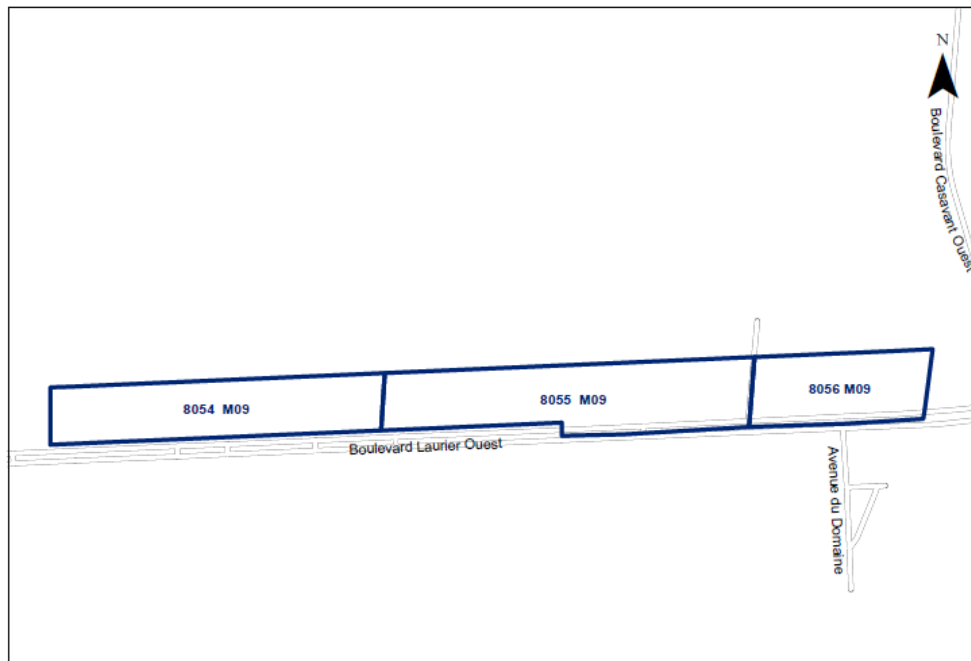 N
Boulevard Casavant Ouest
8054 M09
8055 M09
8056 M09
Boulevard Laurier Ouest
Avenue du Domaine